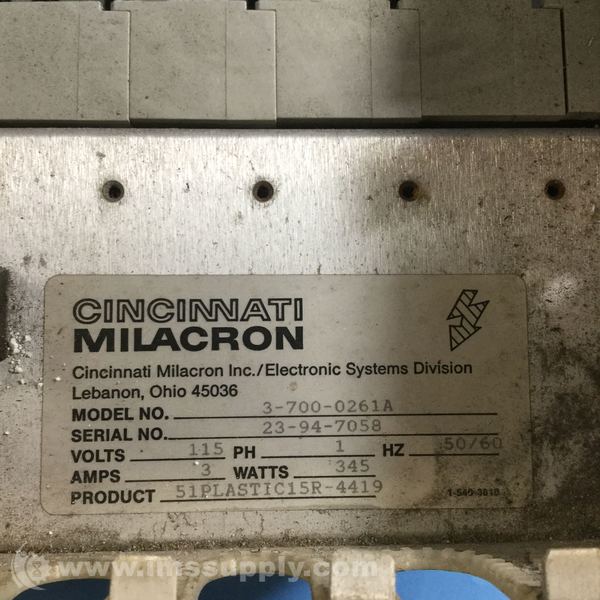 CINCINNATI
MILACRON
Cincinnati Milacron Inc./Electronic Systems Division
Lebanon, Ohio 45036
MODEL NO. 3-700-0261A
SERIAL NO. 23-94-7058
VOLTS 115 PH 1 HZ 50/60
AMPS 3 WATTS 345
PRODUCT 51PLASTIC15R-4419
www.imssupply.com